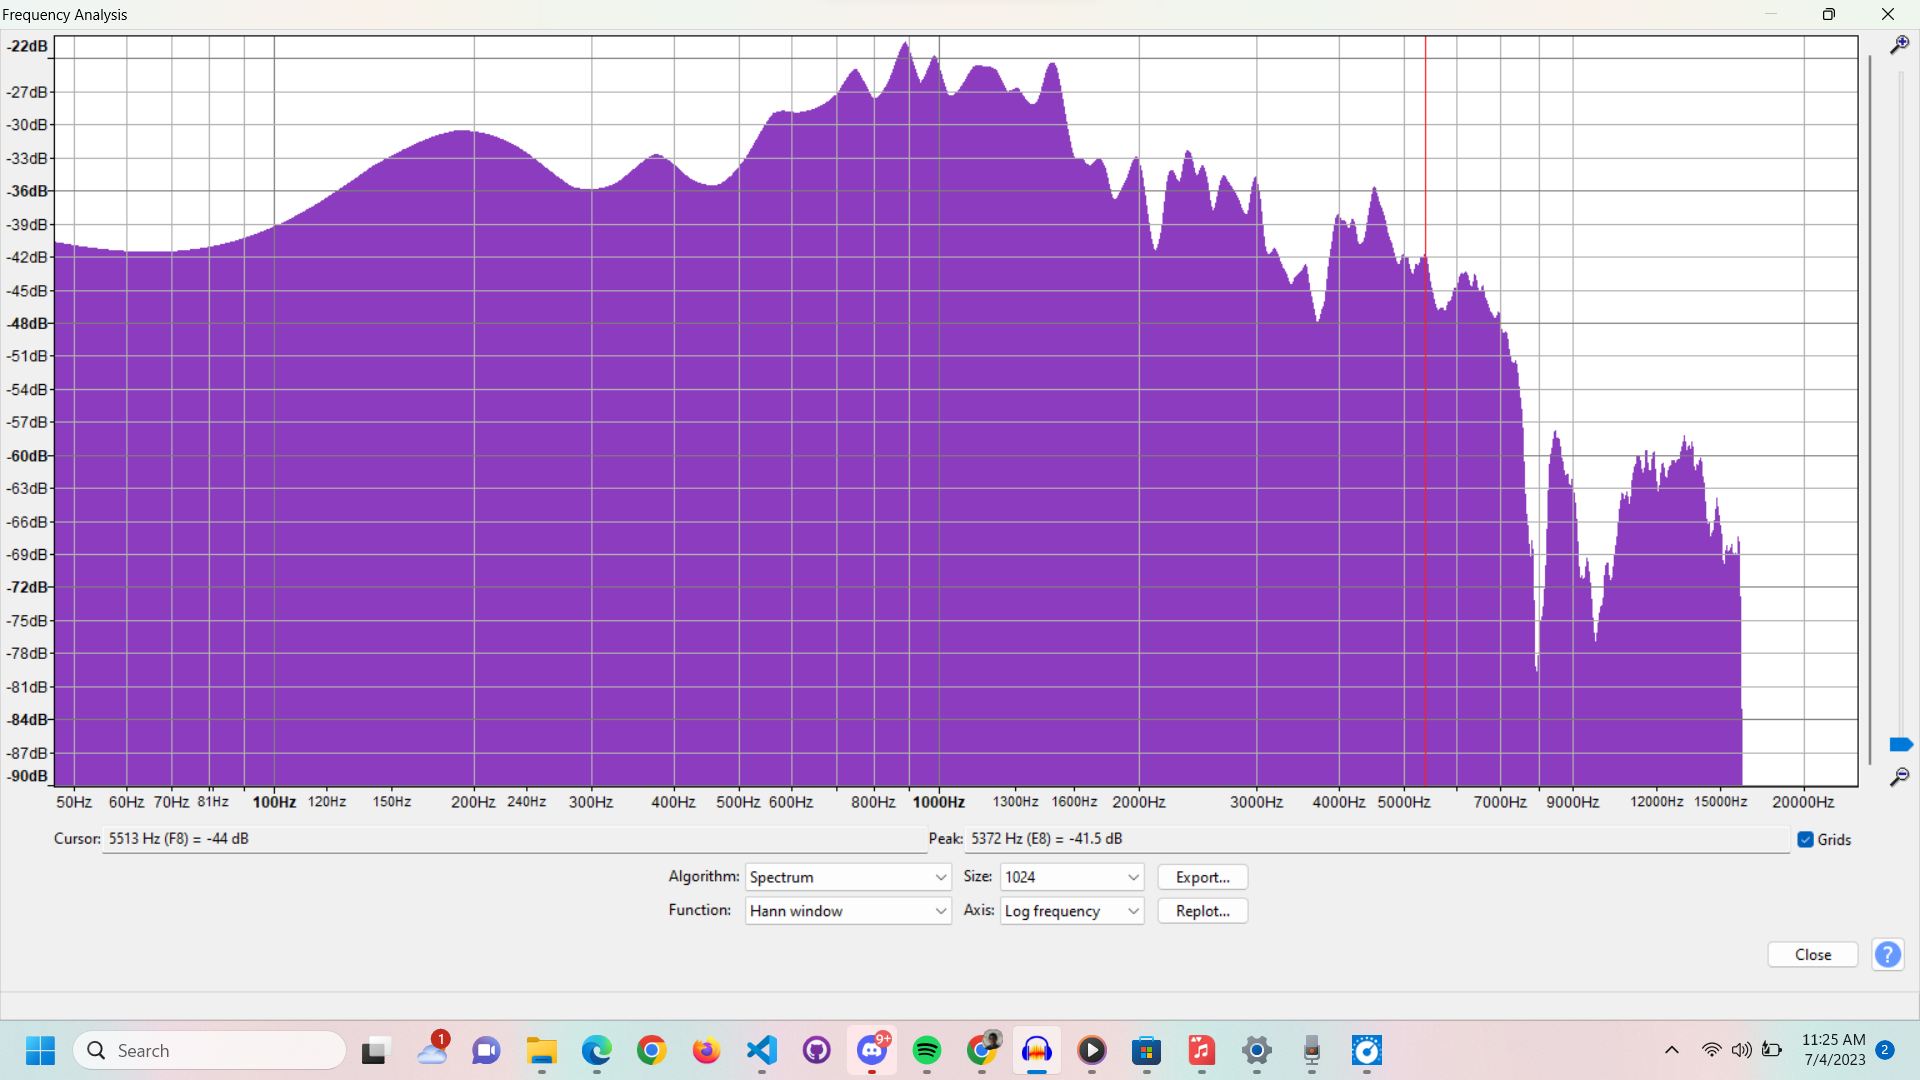 Frequency Analysis
-22dB
-27dB
-30dB
-33dB
-36dB
-39dB
-42dB
-45dB
-48dB
-51dB
-54dB
-57dB
-60dB
-63dB
-66dB
-69dB
-72dB
-75dB
-78dB
-81dB
-84dB
-87dB
-90dB
50Hz 60Hz 70Hz 81Hz 100Hz 120Hz 150Hz 200Hz 240Hz 300Hz 400Hz 500Hz 600Hz 800Hz 1000Hz 1300Hz 1600Hz 2000Hz 3000Hz 4000Hz 5000Hz 7000Hz 9000Hz 12000Hz 15000Hz 20000Hz
Cursor: 5513 Hz (F8) = -44 dB Peak: 5372 Hz (E8) = -41.5 dB Grids
Algorithm: Spectrum Size: 1024 Export...
Function: Hann window Axis: Log frequency Replot...
Close ?
Search 1 9+ 11:25 AM
7/4/2023 2